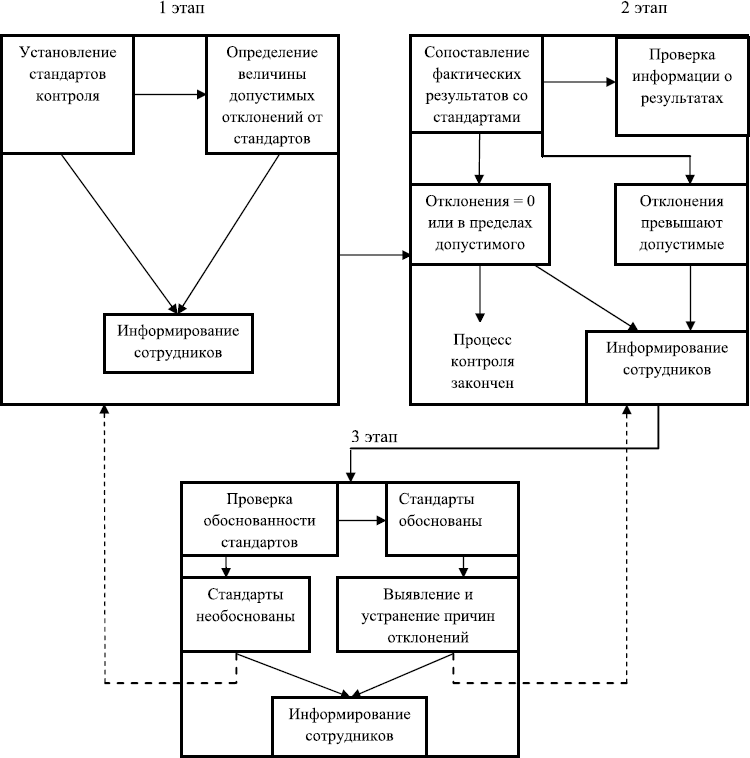 1 этап
Установление
стандартов
контроля
Определение
величины
допустимых
отклонений от
стандартов
Информирование
сотрудников
2 этап
Сопоставление
фактических
результатов со
стандартами
Проверка
информации о
результатах
Отклонения = 0
или в пределах
допустимого
Отклонения
превышают
допустимые
Процесс
контроля
закончен
Информирование
сотрудников
3 этап
Проверка
обоснованности
стандартов
Стандарты
обоснованы
Стандарты
необоснованы
Выявление и
устранение причин
отклонений
Информирование
сотрудников